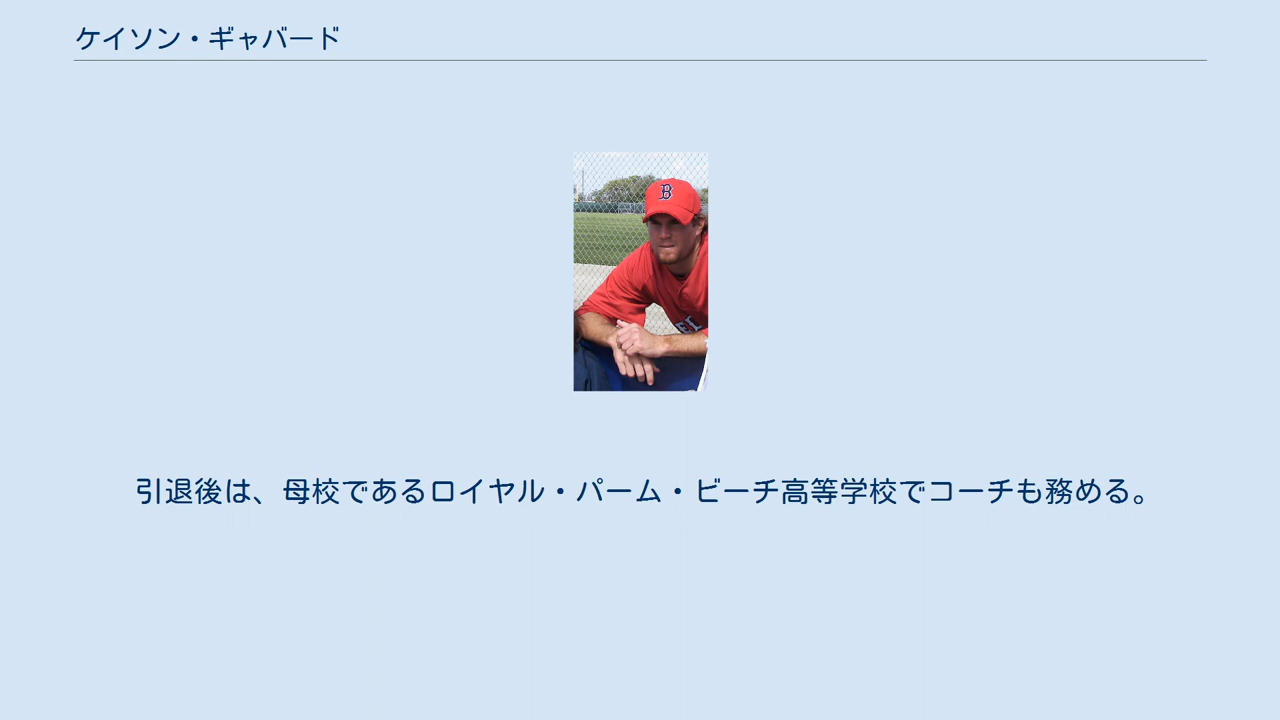 ケイソン・ギャバード
B
引退後は、母校であるロイヤル・パーム・ビーチ高等学校でコーチも務める。